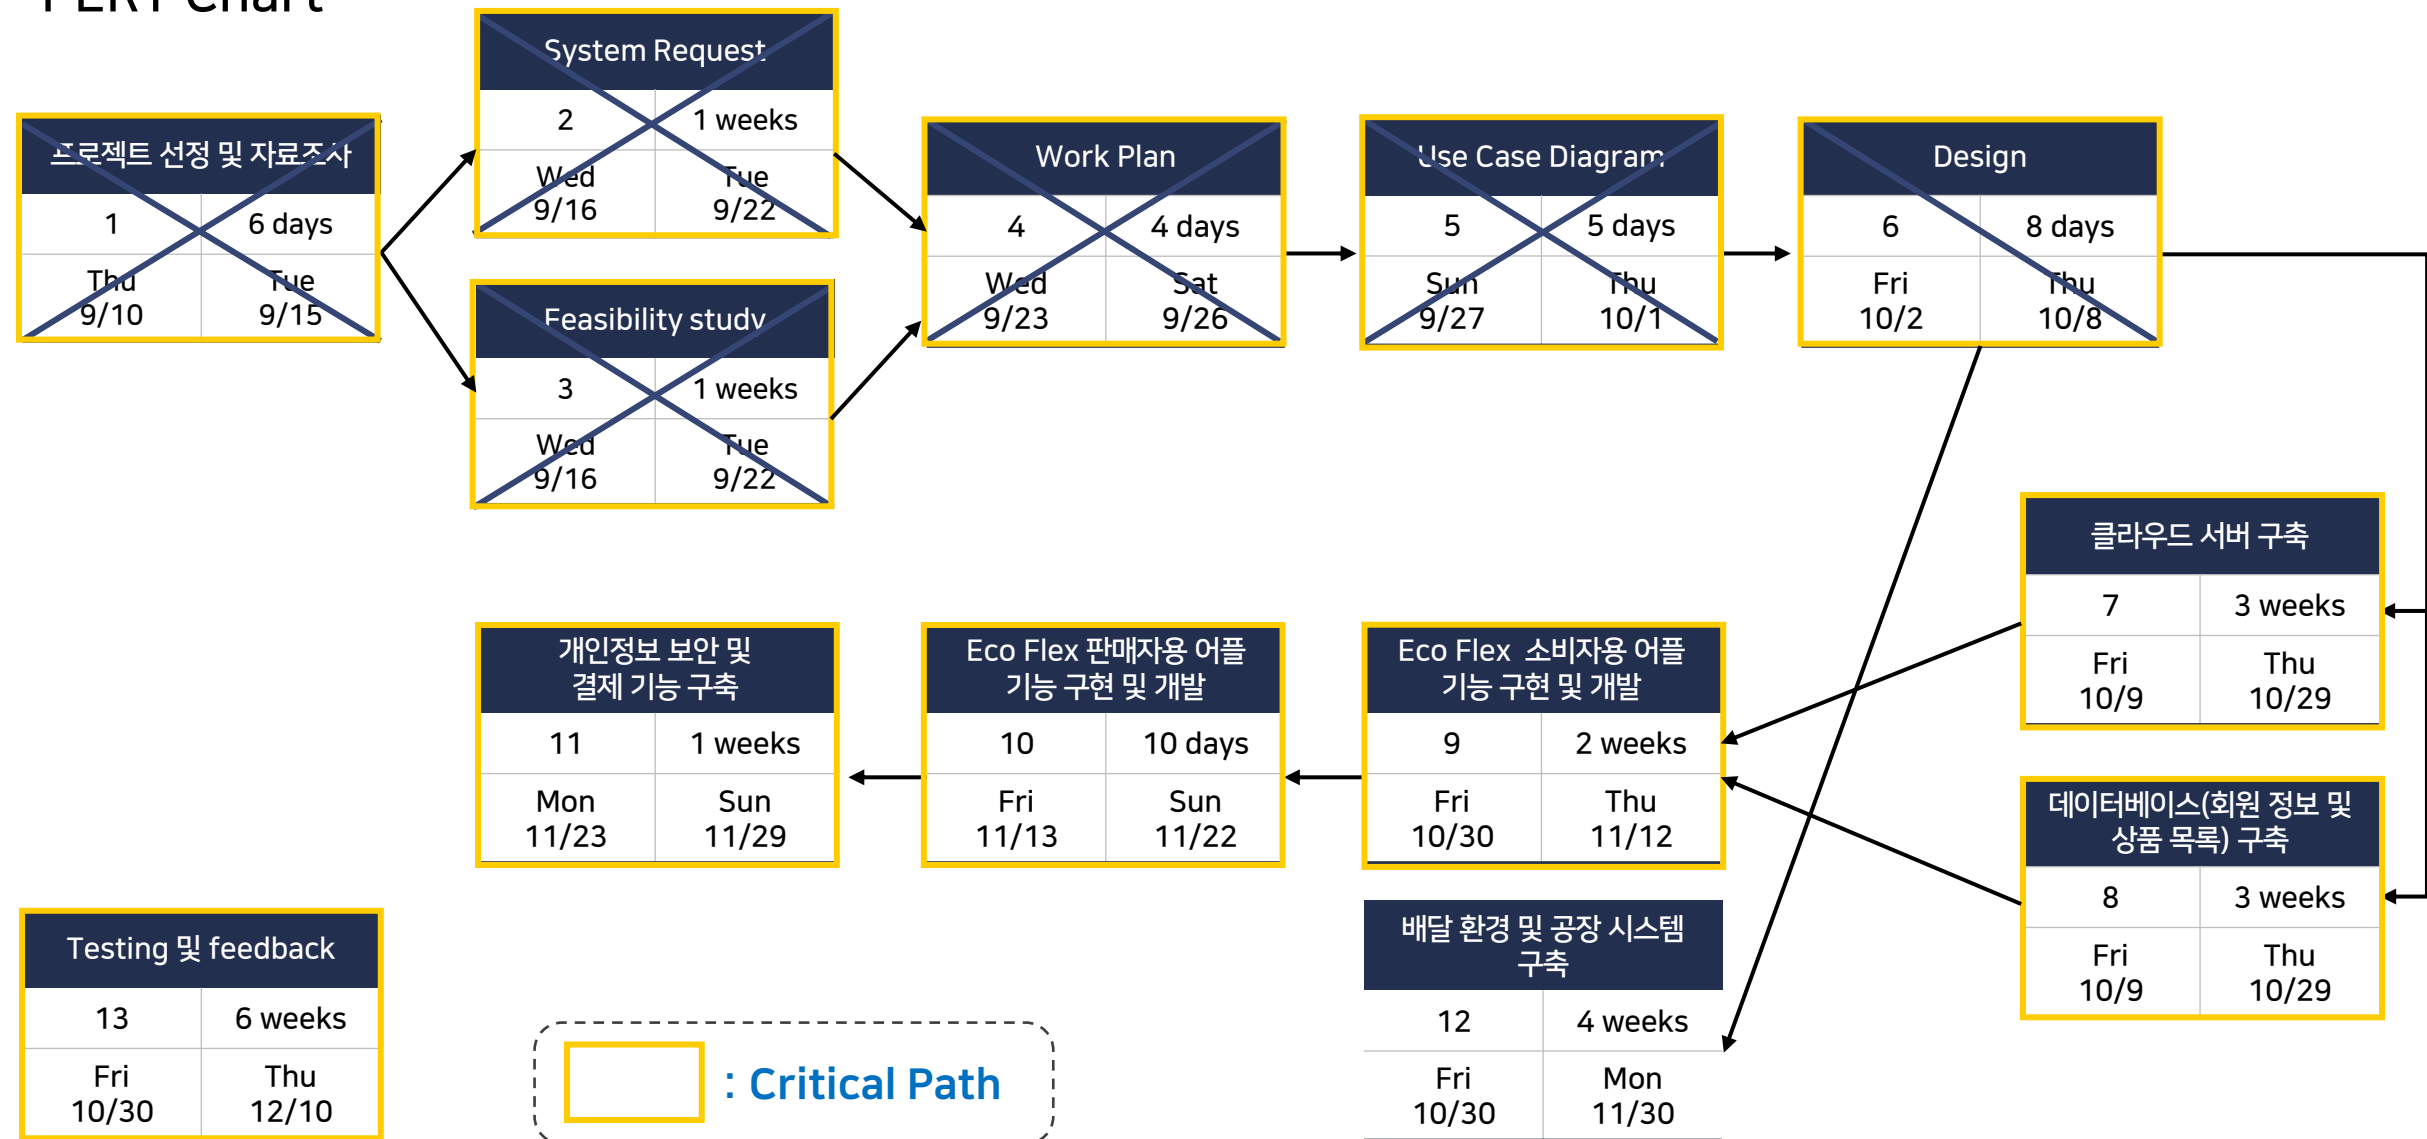 PERT Chart
System Request
2 1 weeks
Wed Tue
9/16 9/22
프로젝트 선정 및 자료조사
1 6 days
Thu Tue
9/10 9/15
Feasibility study
3 1 weeks
Wed Tue
9/16 9/22
Work Plan
4 4 days
Wed Sat
9/23 9/26
Use Case Diagram
5 5 days
Sun Thu
9/27 10/1
Design
6 8 days
Fri Thu
10/2 10/8
클라우드 서버 구축
7 3 weeks
Fri Thu
10/9 10/29
데이터베이스(회원 정보 및
상품 목록) 구축
8 3 weeks
Fri Thu
10/9 10/29
Eco Flex 소비자용 어플
기능 구현 및 개발
9 2 weeks
Fri Thu
10/30 11/12
Eco Flex 판매자용 어플
기능 구현 및 개발
10 10 days
Fri Sun
11/13 11/22
개인정보 보안 및
결제 기능 구축
11 1 weeks
Mon Sun
11/23 11/29
배달 환경 및 공장 시스템
구축
12 4 weeks
Fri Mon
10/30 11/30
Testing 및 feedback
13 6 weeks
Fri Thu
10/30 12/10
: Critical Path